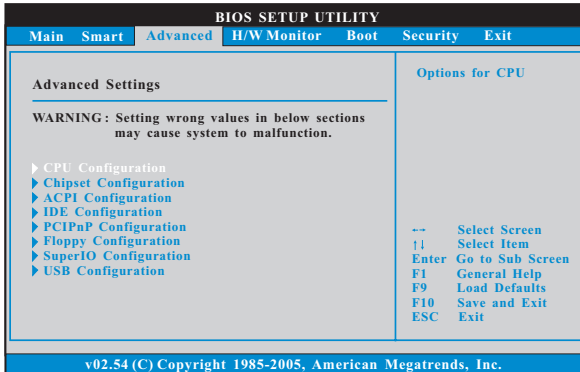 BIOS SETUP UTILITY
Main Smart Advanced H/W Monitor Boot Security Exit
Advanced Settings
WARNING : Setting wrong values in below sections
may cause system to malfunction.
CPU Configuration
Chipset Configuration
ACPI Configuration
IDE Configuration
PCIPnP Configuration
Floppy Configuration
SuperIO Configuration
USB Configuration
Options for CPU
←→ Select Screen
↑↓ Select Item
Enter Go to Sub Screen
F1 General Help
F9 Load Defaults
F10 Save and Exit
ESC Exit
v02.54 (C) Copyright 1985-2005, American Megatrends, Inc.